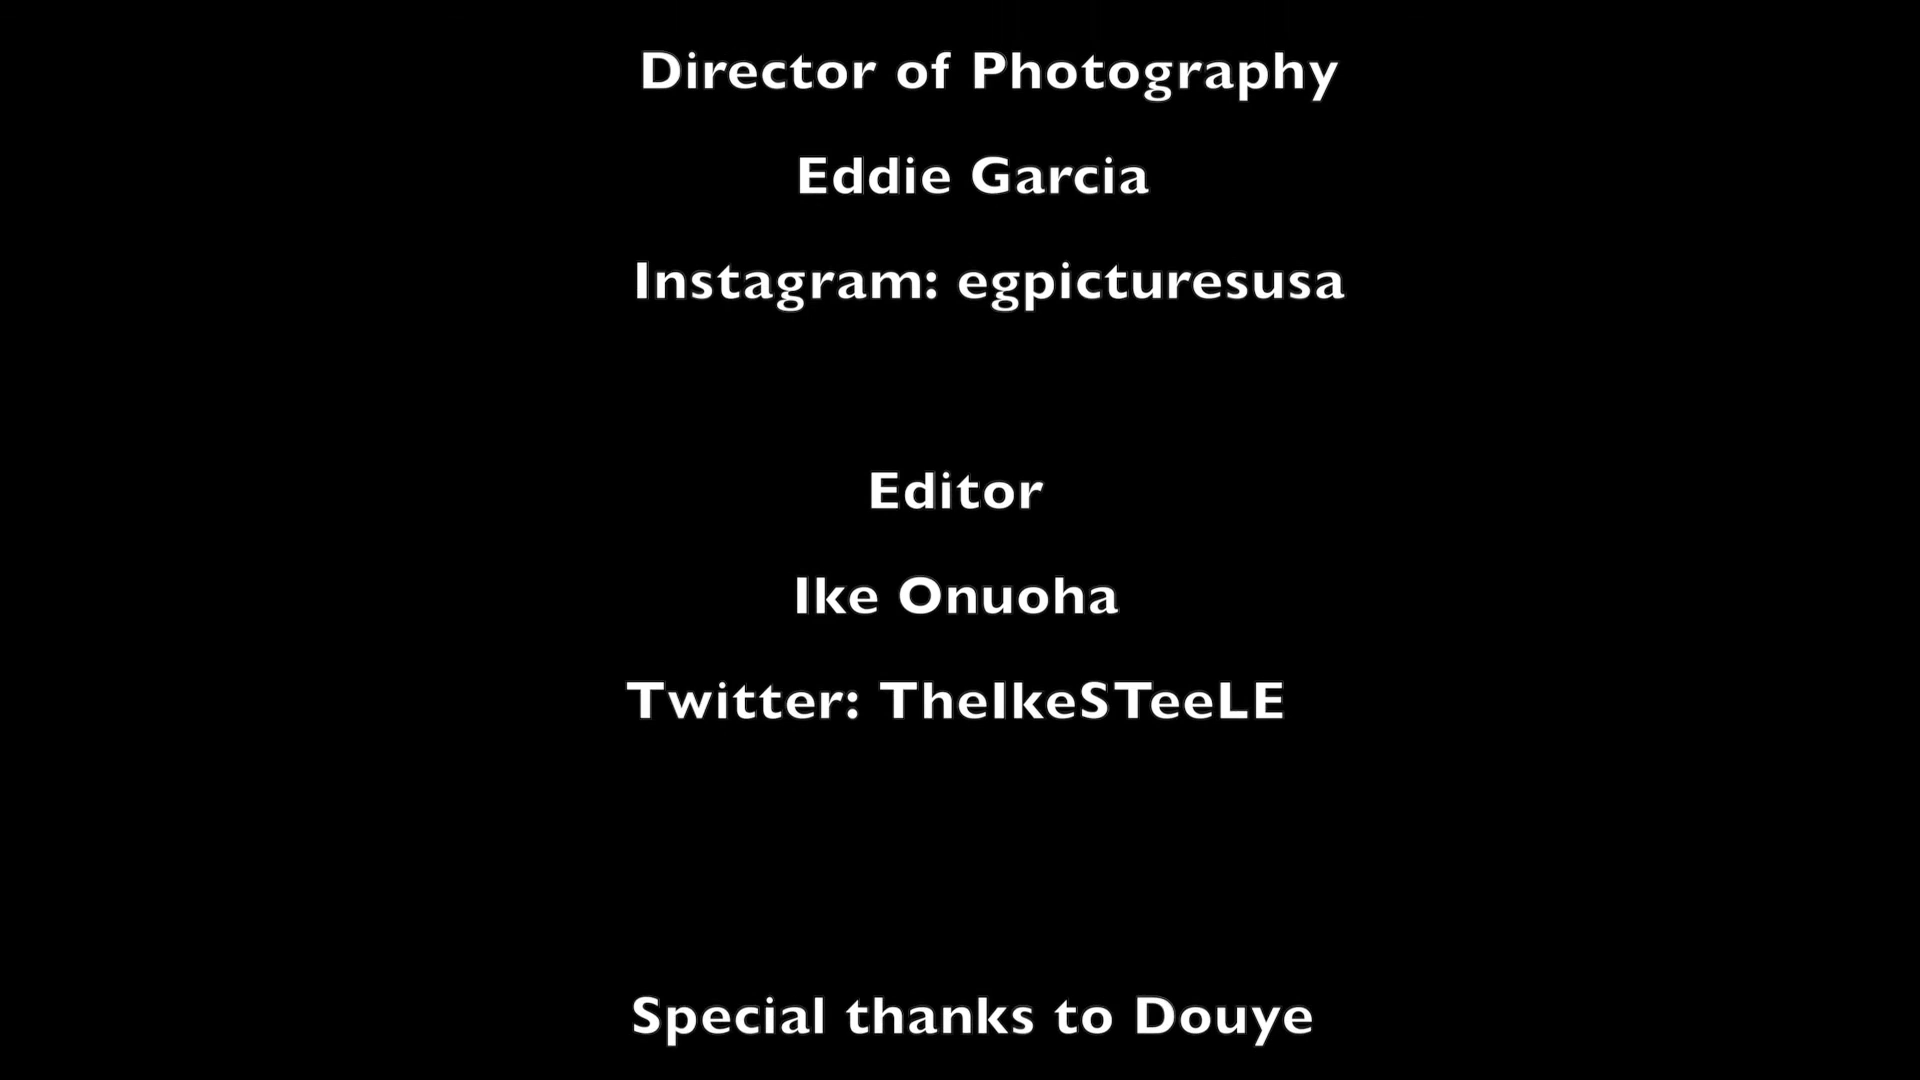 Director of Photography
Eddie Garcia
Instagram: egpicturesusa
Editor
Ike Onuoha
Twitter: TheIkeSTeeLE
Special thanks to Douye